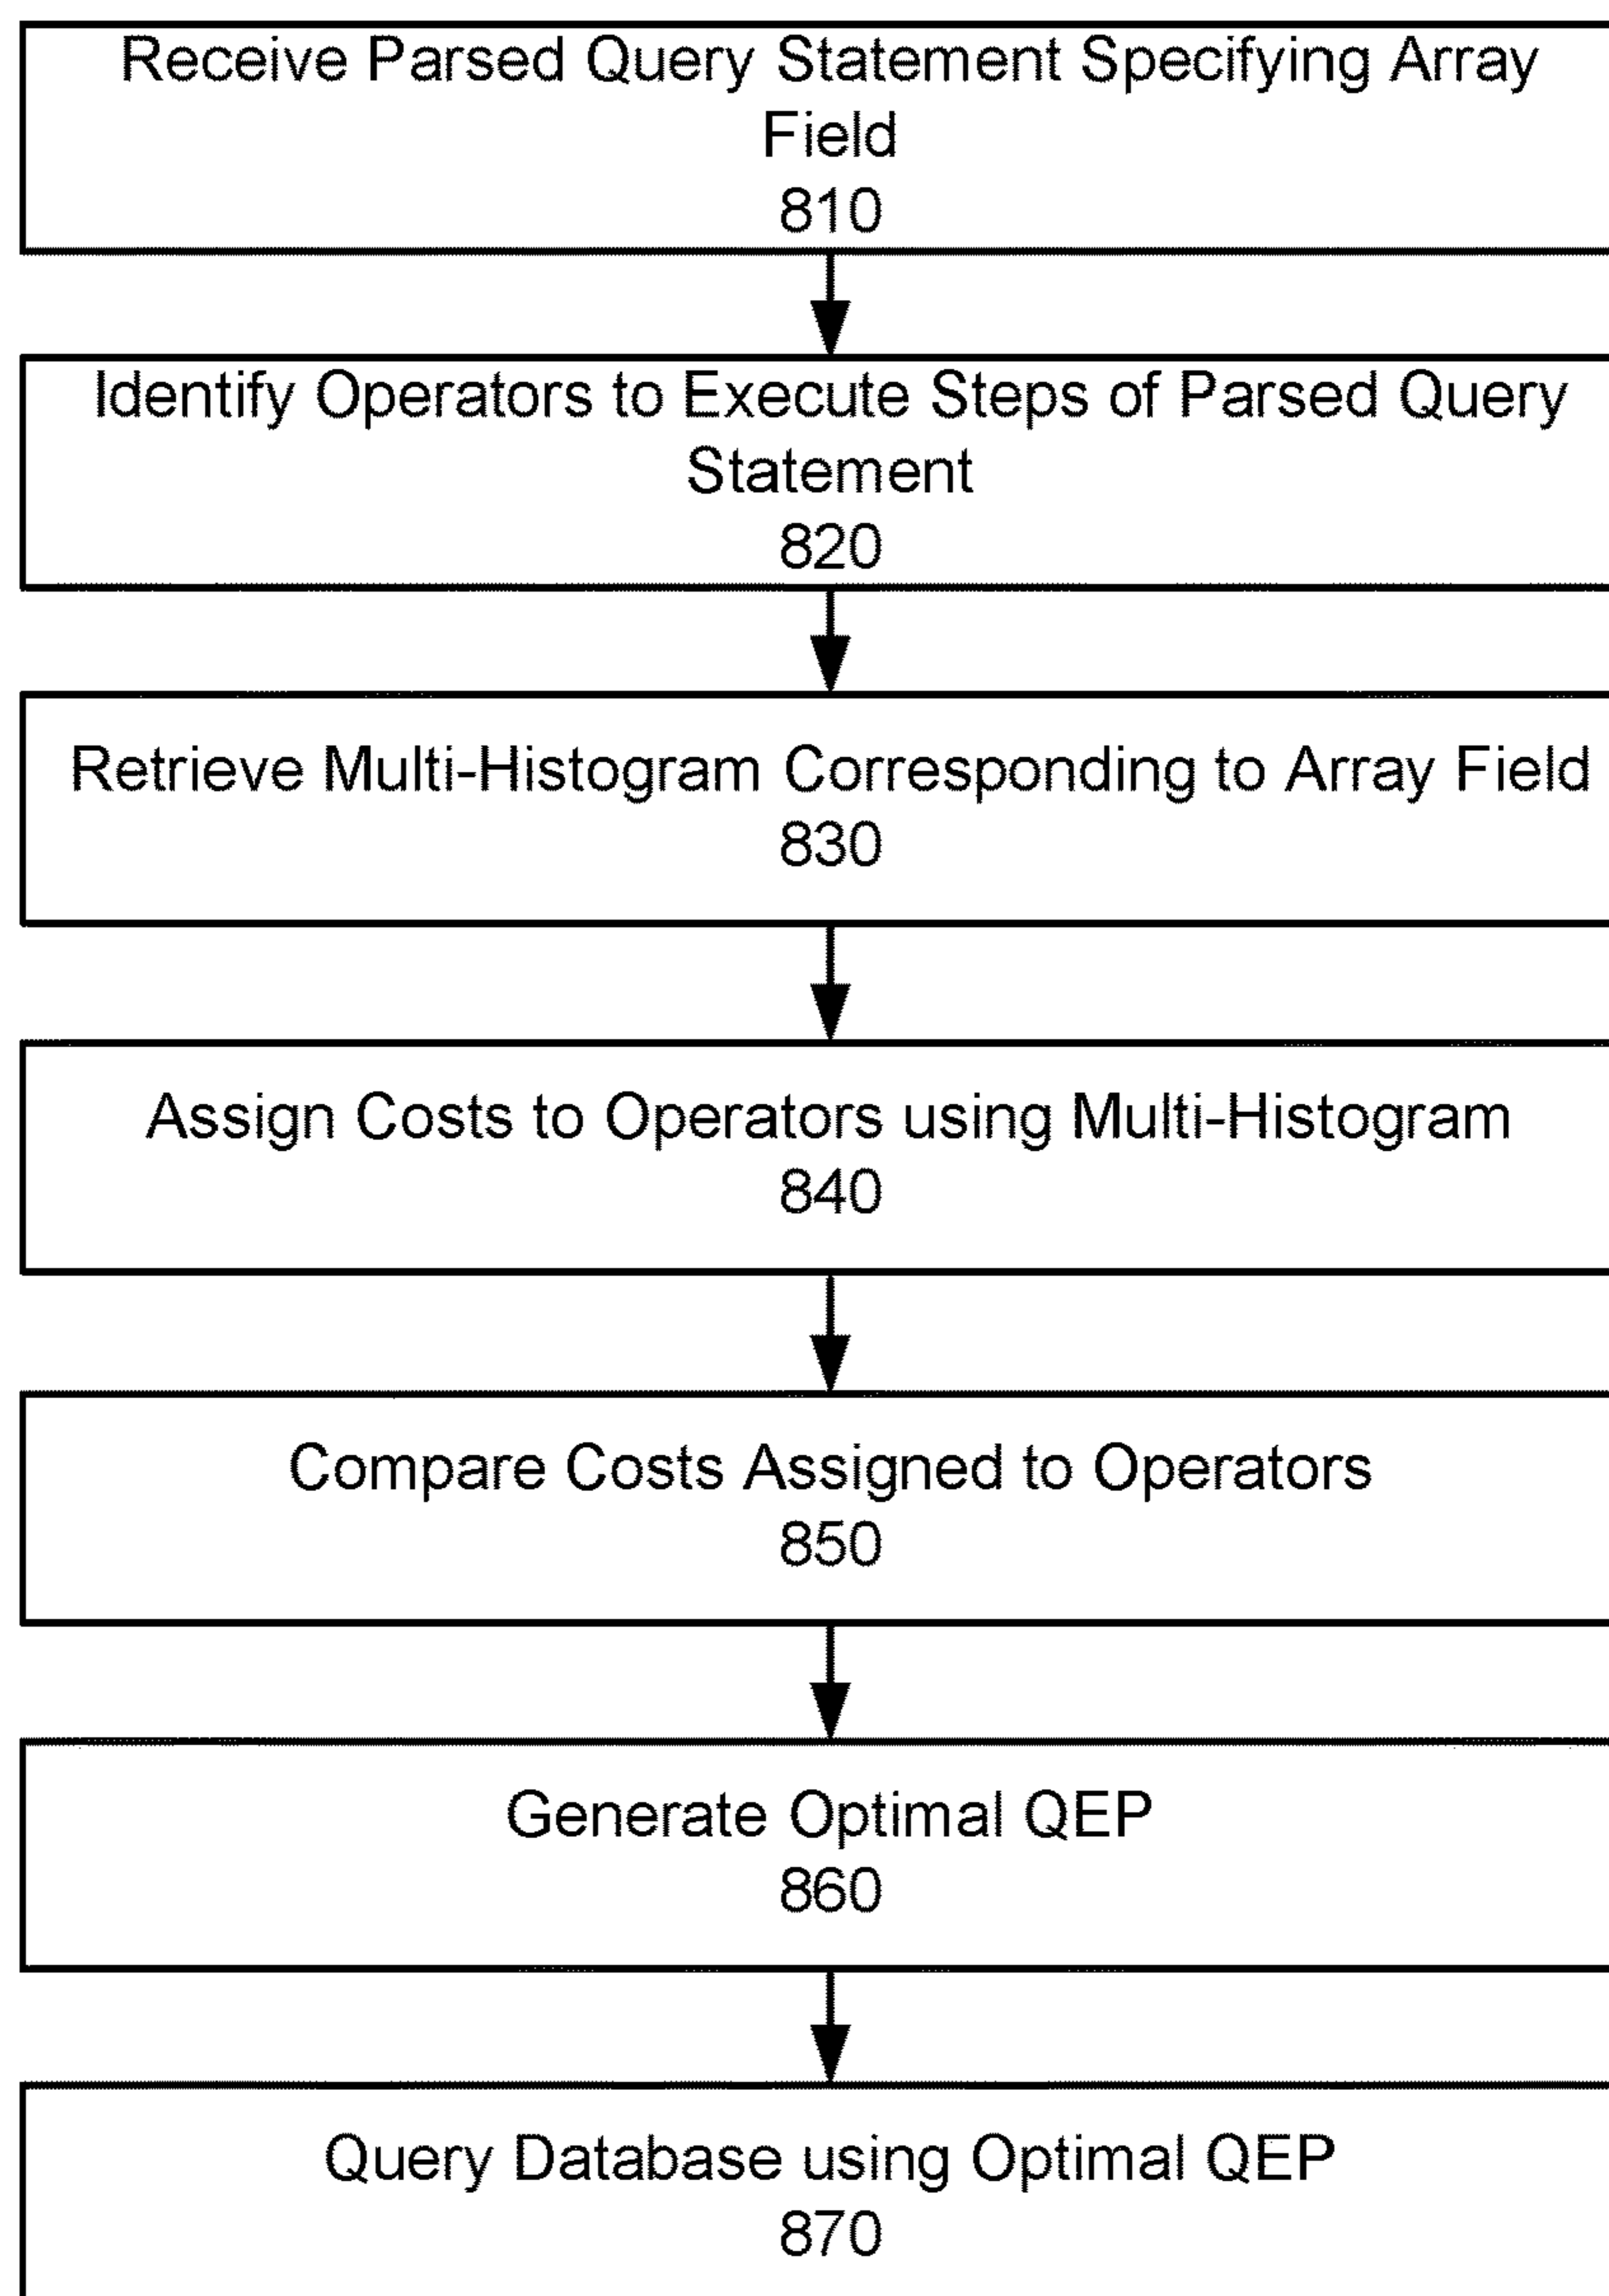 Receive Parsed Query Statement Specifying Array
Field
810
Identify Operators to Execute Steps of Parsed Query
Statement
820
Retrieve Multi-Histogram Corresponding to Array Field
830
Assign Costs to Operators using Multi-Histogram
840
Compare Costs Assigned to Operators
850
Generate Optimal QEP
860
Query Database using Optimal QEP
870